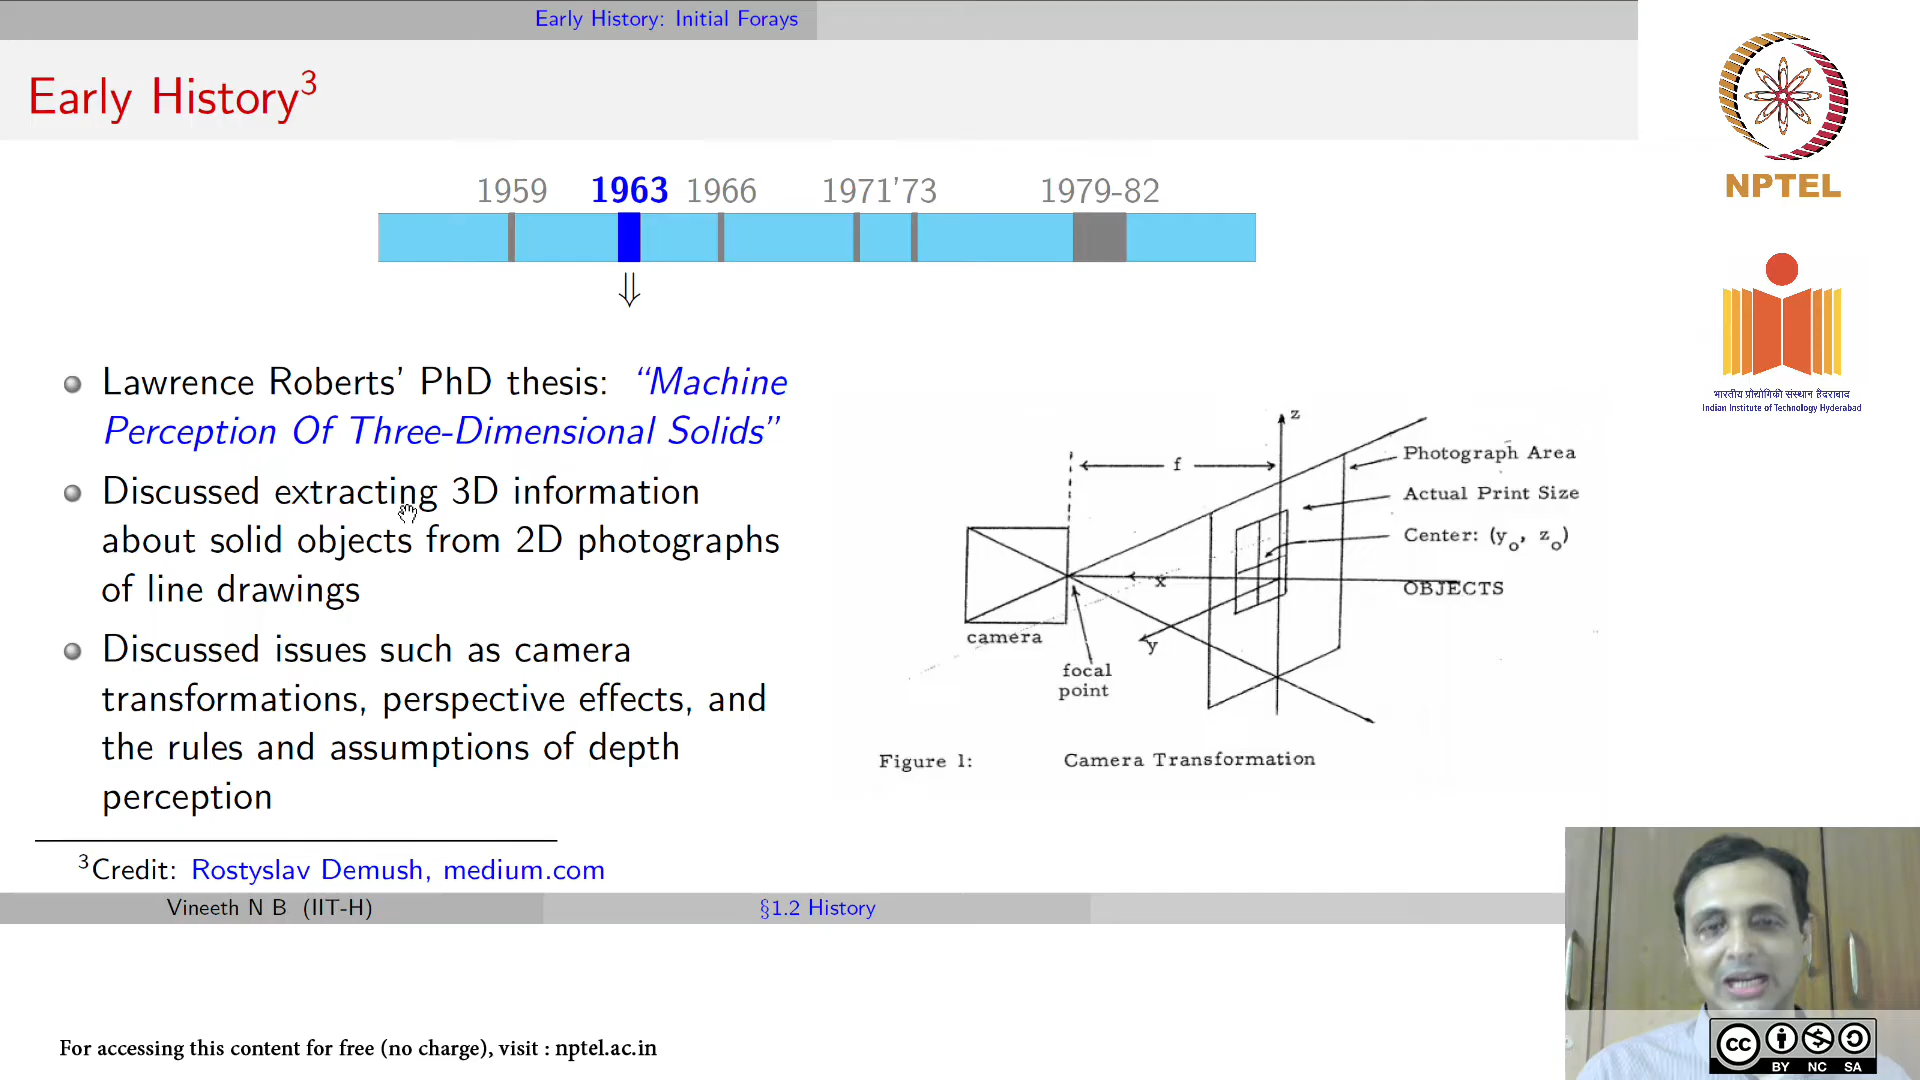 Early History: Initial Forays
Early History³
1959 1963 1966 1971'73 1979-82
⇓
Lawrence Roberts' PhD thesis: “Machine
Perception Of Three-Dimensional Solids”
Discussed extracting 3D information
about solid objects from 2D photographs
of line drawings
Discussed issues such as camera
transformations, perspective effects, and
the rules and assumptions of depth
perception
z
f
Photograph Area
Actual Print Size
Center: (y₀, z₀)
x
OBJECTS
camera
y
focal
point
Figure 1: Camera Transformation
³Credit: Rostyslav Demush, medium.com
Vineeth N B (IIT-H) §1.2 History
For accessing this content for free (no charge), visit : nptel.ac.in
NPTEL
भारतीय प्रौद्योगिकी संस्थान हैदराबाद
Indian Institute of Technology Hyderabad
CC
BY NC SA